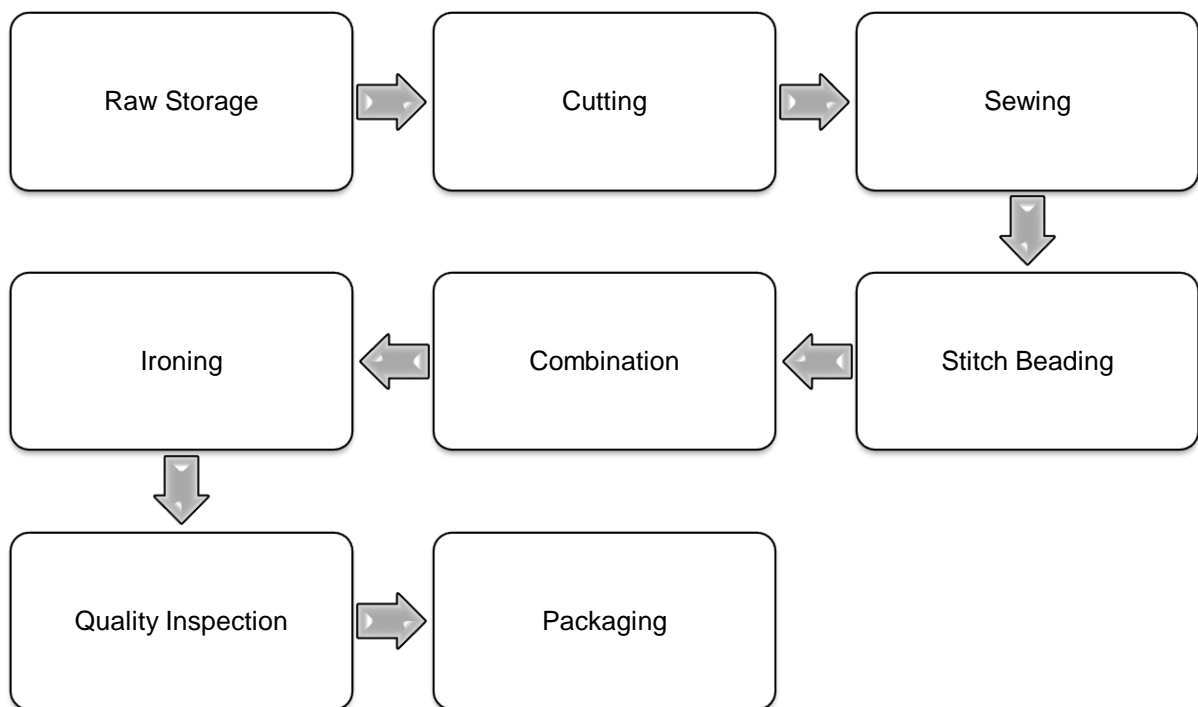 Raw Storage
Cutting
Sewing
Stitch Beading
Combination
Ironing
Quality Inspection
Packaging